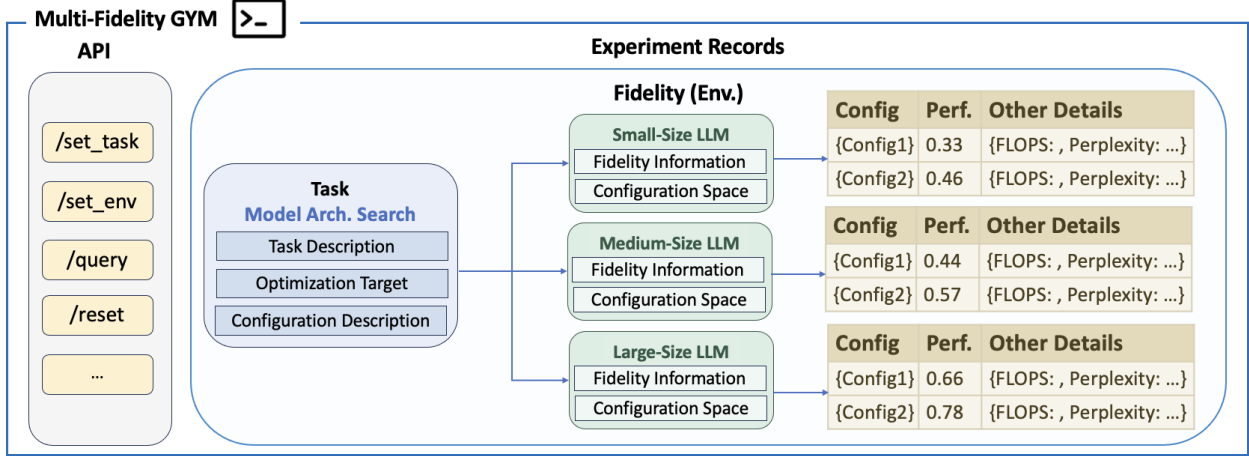 Multi-Fidelity GYM >_
API
/set_task
/set_env
/query
/reset
...
Experiment Records
Task
Model Arch. Search
Task Description
Optimization Target
Configuration Description
Fidelity (Env.)
Small-Size LLM
Fidelity Information
Configuration Space
Config Perf. Other Details
{Config1} 0.33 {FLOPS: , Perplexity: ...}
{Config2} 0.46 {FLOPS: , Perplexity: ...}
Medium-Size LLM
Fidelity Information
Configuration Space
Config Perf. Other Details
{Config1} 0.44 {FLOPS: , Perplexity: ...}
{Config2} 0.57 {FLOPS: , Perplexity: ...}
Large-Size LLM
Fidelity Information
Configuration Space
Config Perf. Other Details
{Config1} 0.66 {FLOPS: , Perplexity: ...}
{Config2} 0.78 {FLOPS: , Perplexity: ...}